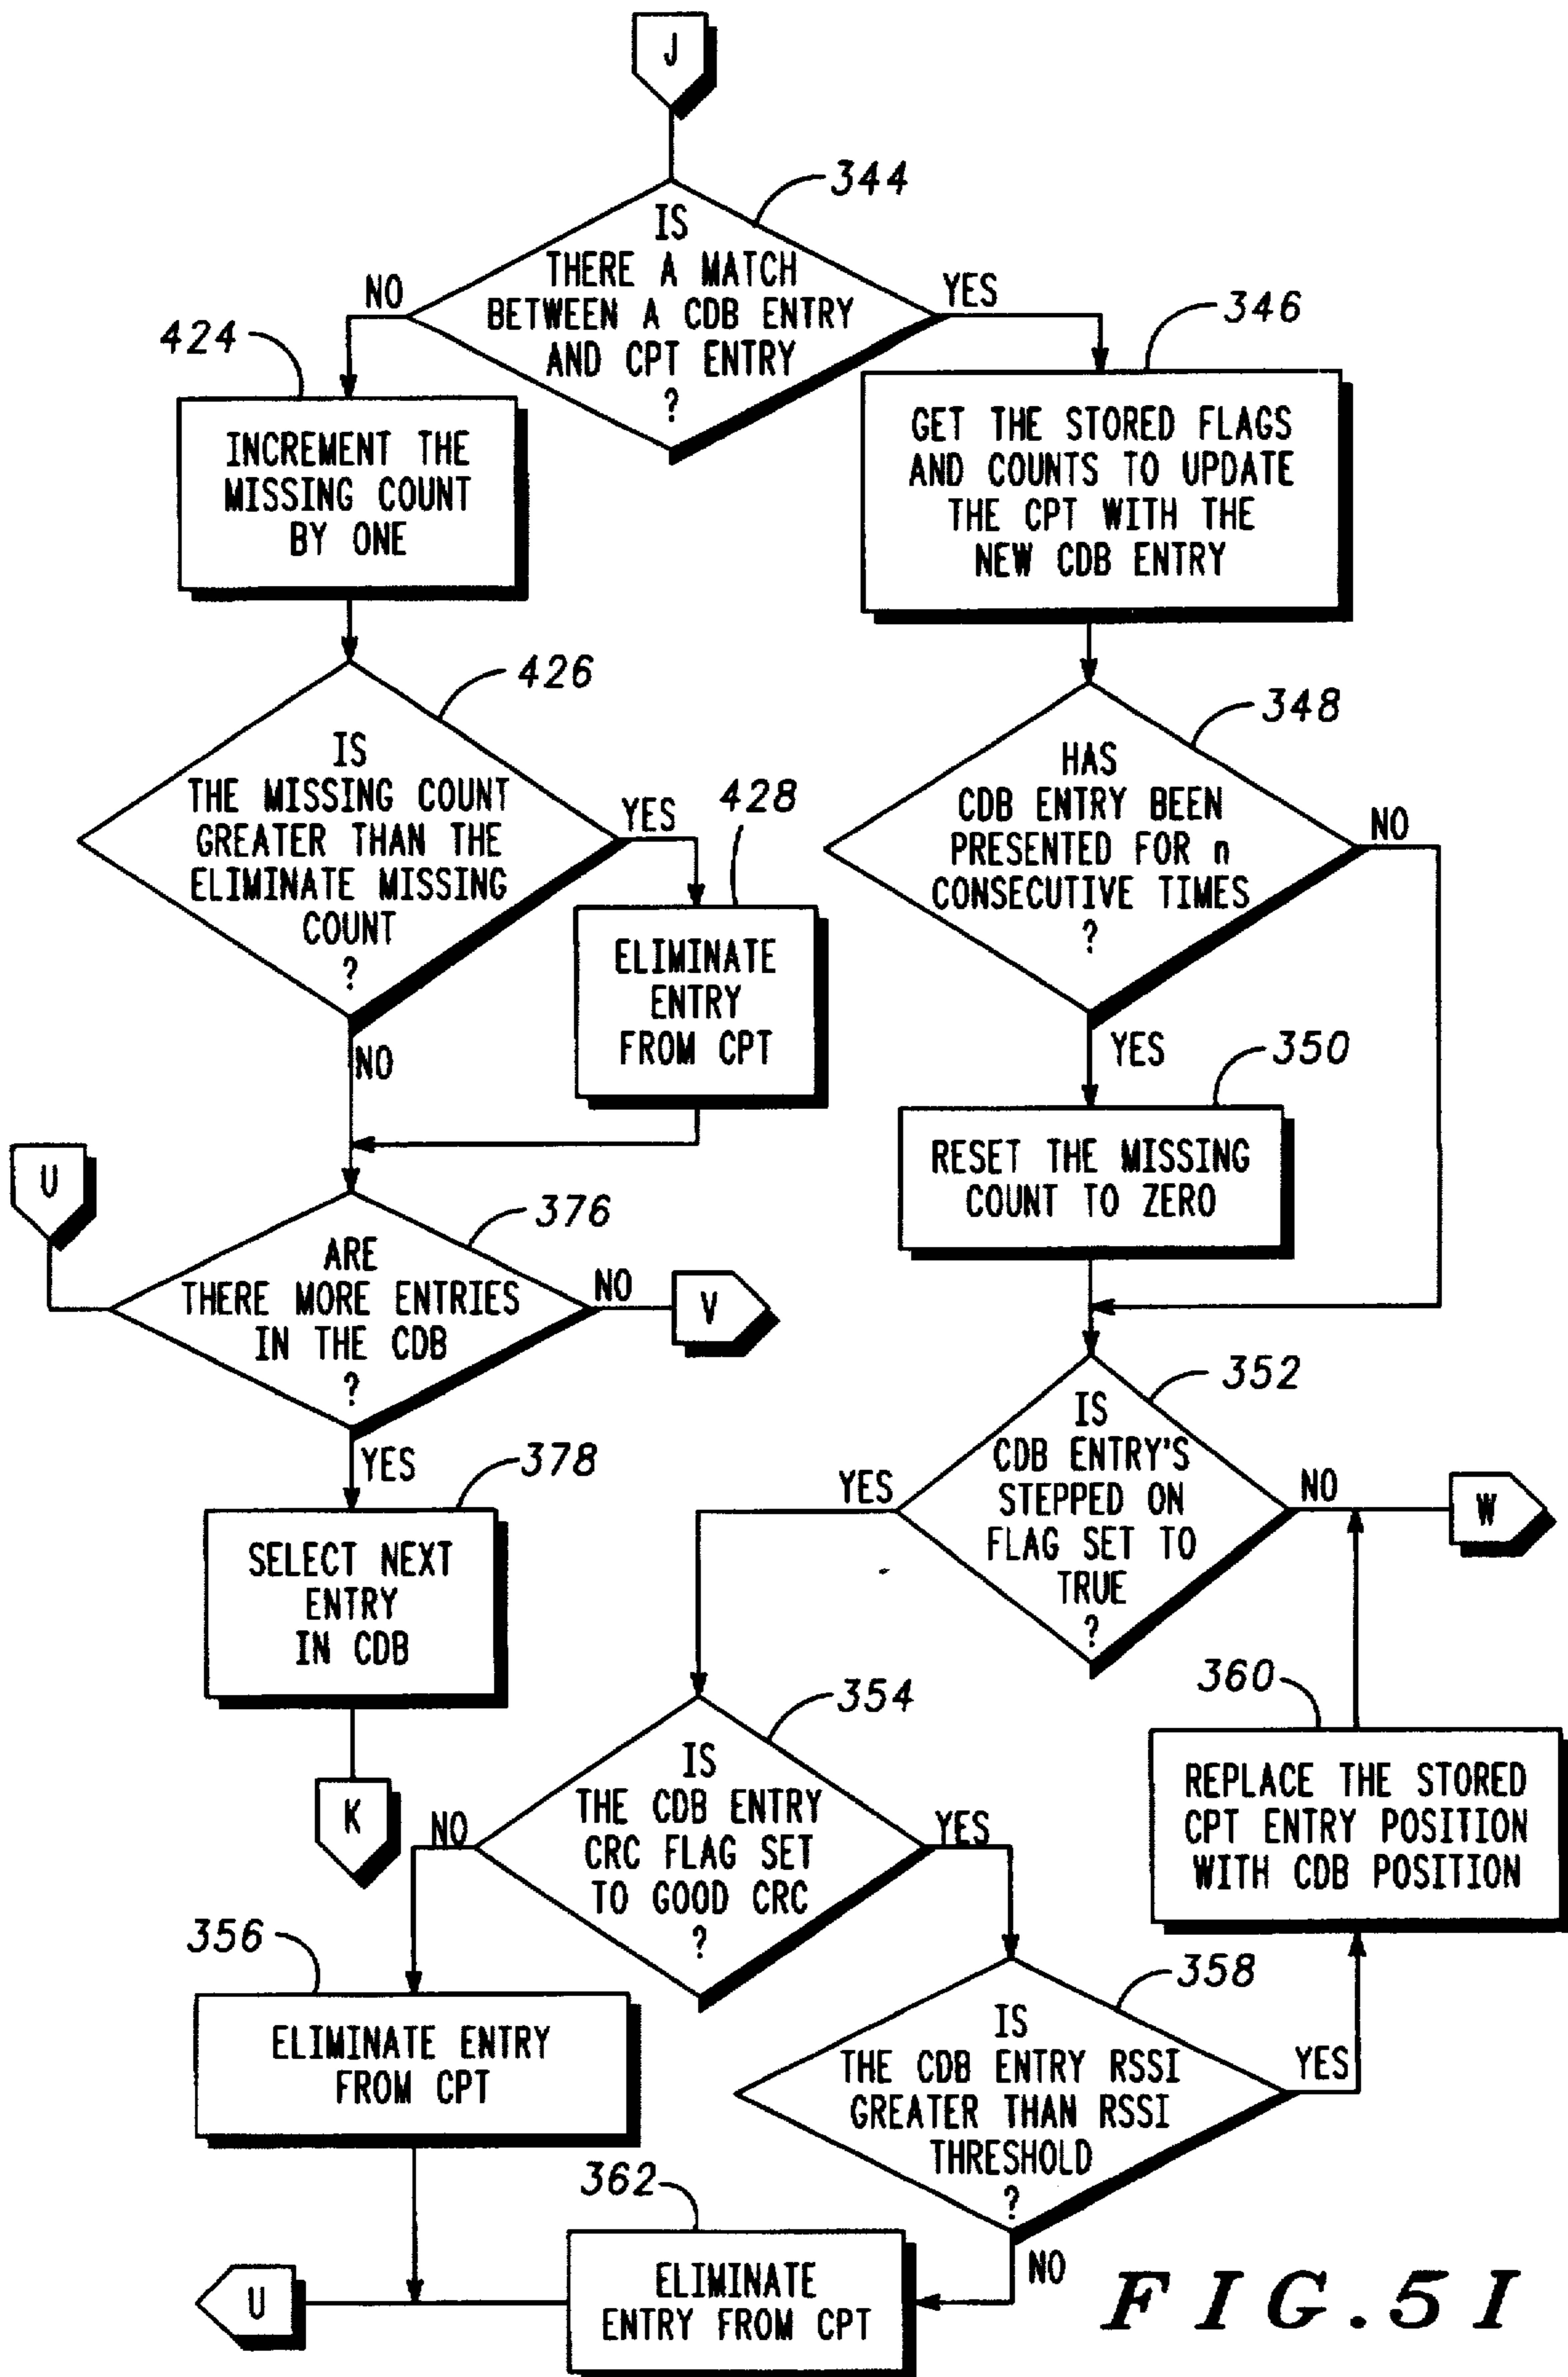 J
344
IS
THERE A MATCH
BETWEEN A CDB ENTRY
AND CPT ENTRY
?
NO
YES
424
INCREMENT THE
MISSING COUNT
BY ONE
346
GET THE STORED FLAGS
AND COUNTS TO UPDATE
THE CPT WITH THE
NEW CDB ENTRY
426
IS
THE MISSING COUNT
GREATER THAN THE
ELIMINATE MISSING
COUNT
?
YES
NO
428
ELIMINATE
ENTRY
FROM CPT
348
HAS
CDB ENTRY BEEN
PRESENTED FOR n
CONSECUTIVE TIMES
?
NO
YES
350
RESET THE MISSING
COUNT TO ZERO
U
376
ARE
THERE MORE ENTRIES
IN THE CDB
?
NO
V
YES
378
SELECT NEXT
ENTRY
IN CDB
K
352
IS
CDB ENTRY'S
STEPPED ON
FLAG SET TO
TRUE
?
YES
NO
W
354
IS
THE CDB ENTRY
CRC FLAG SET
TO GOOD CRC
?
NO
YES
360
REPLACE THE STORED
CPT ENTRY POSITION
WITH CDB POSITION
356
ELIMINATE ENTRY
FROM CPT
358
IS
THE CDB ENTRY RSSI
GREATER THAN RSSI
THRESHOLD
?
YES
NO
362
ELIMINATE
ENTRY FROM CPT
U
FIG.5I